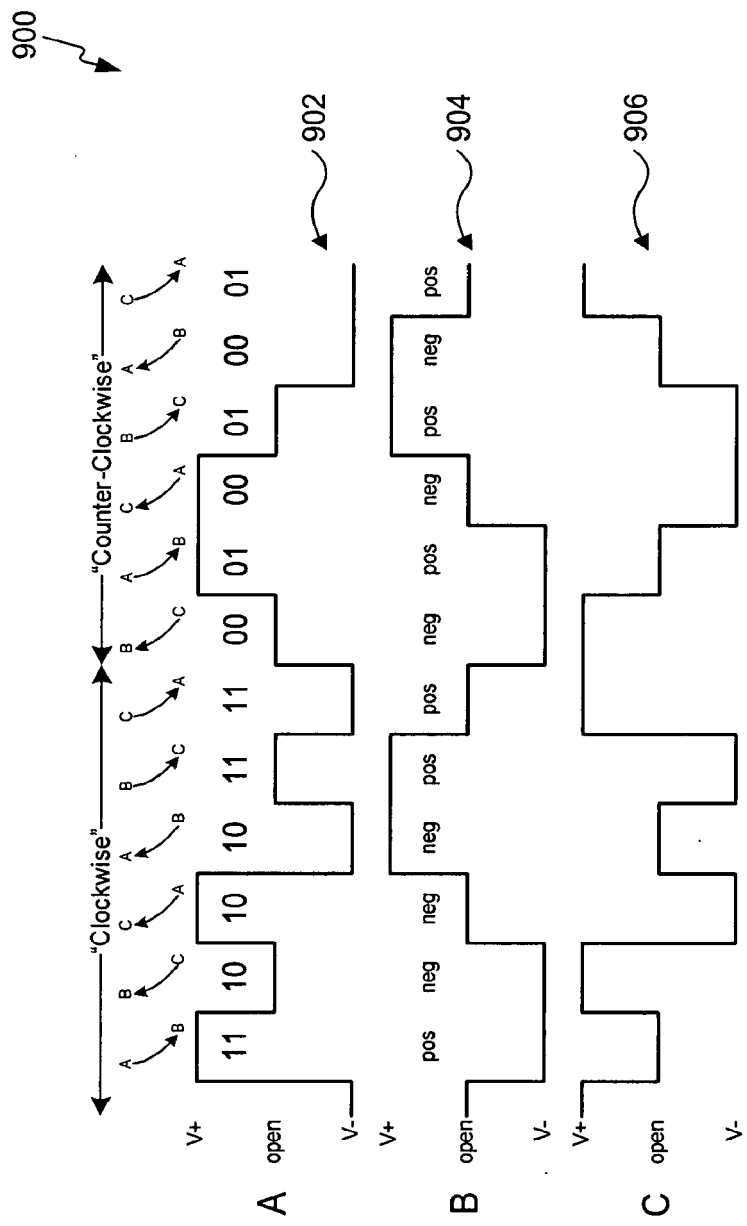 900
"Clockwise" "Counter-Clockwise"
A B C A B C B A C B A C
B C A B C A C B A C B A
V+
11 10 10 10 11 11 00 01 00 01 00 01
A open
V-
902
V+
pos neg neg neg pos pos neg pos neg pos neg pos
B open
V-
904
V+
C open
V-
906